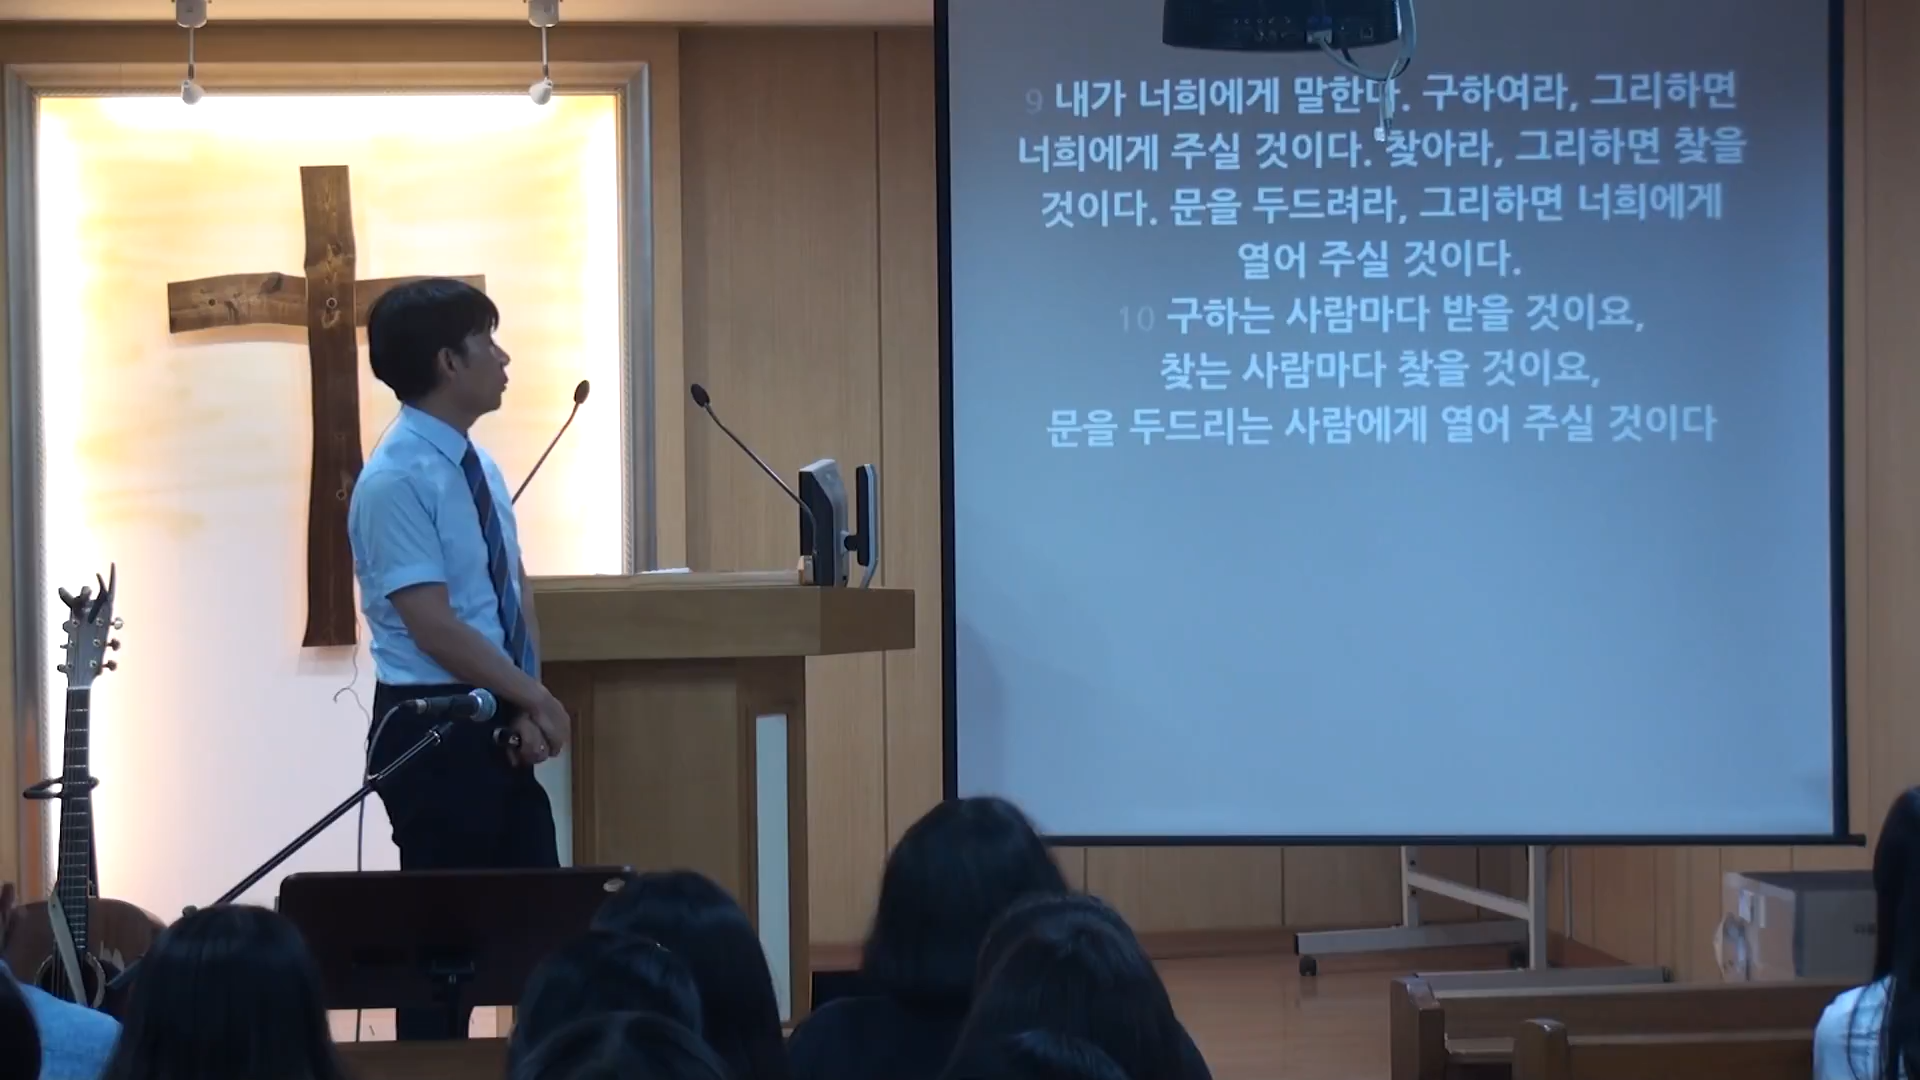 9 내가 너희에게 말한다. 구하여라, 그리하면
너희에게 주실 것이다. 찾아라, 그리하면 찾을
것이다. 문을 두드려라, 그리하면 너희에게
열어 주실 것이다.
10 구하는 사람마다 받을 것이요,
찾는 사람마다 찾을 것이요,
문을 두드리는 사람에게 열어 주실 것이다